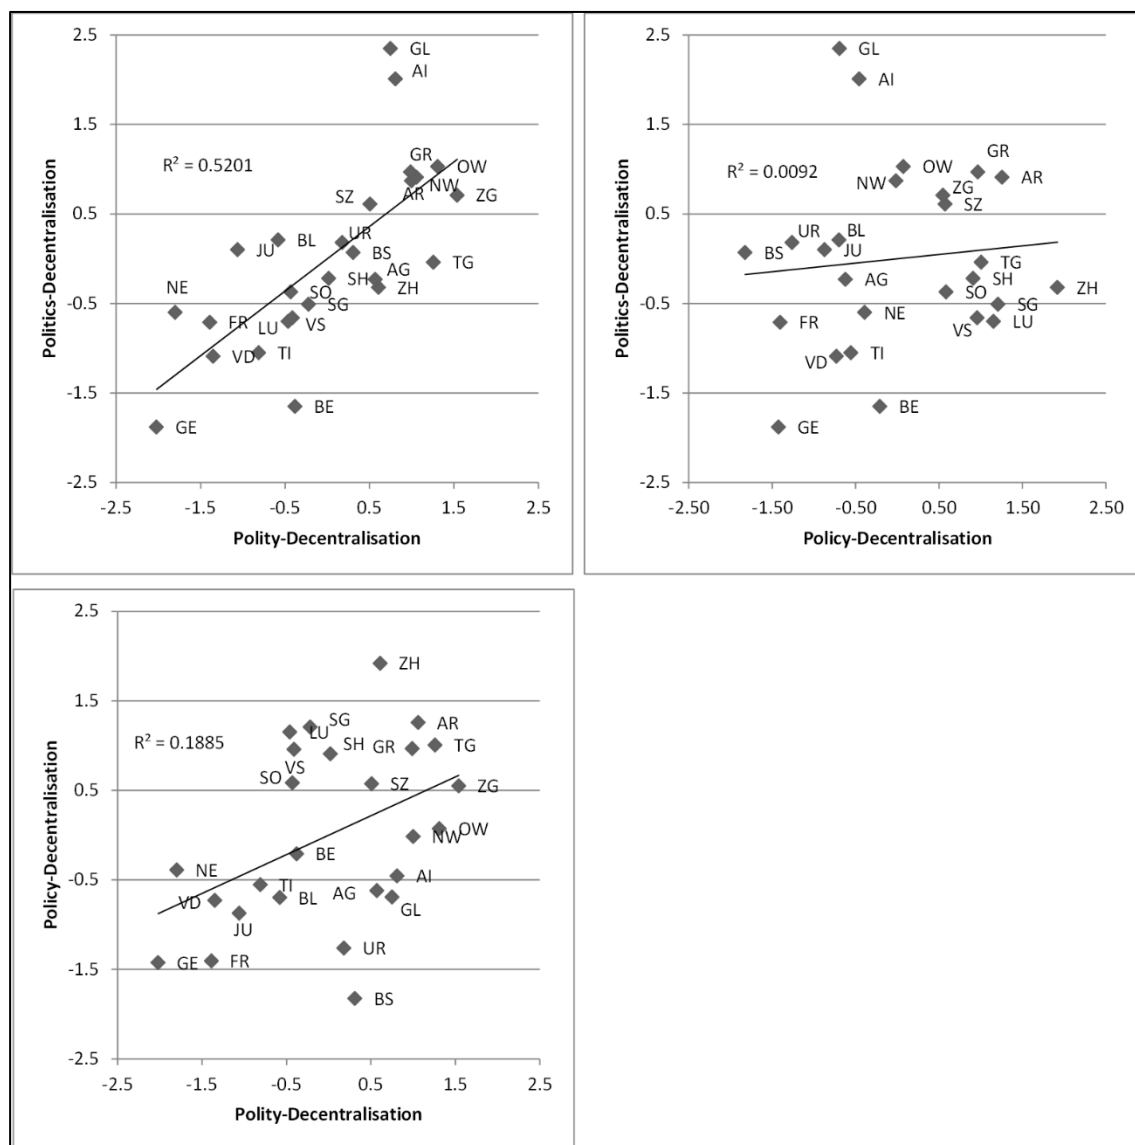 2.5
GL
AI
1.5
GR
OW
R² = 0.5201
NW
AR
ZG
SZ
0.5
UR
BL
JU
BS
TG
AG
SH
NE
ZH
SO
-0.5
SG
FR
LU
VS
VD
TI
-1.5
BE
GE
-2.5
-2.5 -1.5 -0.5 0.5 1.5 2.5
Polity-Decentralisation
Politics-Decentralisation
2.5
GL
AI
1.5
GR
OW
R² = 0.0092
AR
NW
ZG
SZ
0.5
UR
BL
BS
JU
TG
AG
SH
SO
ZH
-0.5
NE
SG
FR
VS
LU
VD
TI
-1.5
BE
GE
-2.5
-2.50 -1.50 -0.50 0.50 1.50 2.50
Policy-Decentralisation
Politics-Decentralisation
2.5
ZH
1.5
SG
AR
LU
R² = 0.1885
SH
GR
TG
VS
SO
SZ
ZG
0.5
OW
NW
BE
NE
AI
-0.5
TI
AG
VD
BL
GL
JU
UR
GE
FR
-1.5
BS
-2.5
-2.5 -1.5 -0.5 0.5 1.5 2.5
Polity-Decentralisation
Policy-Decentralisation